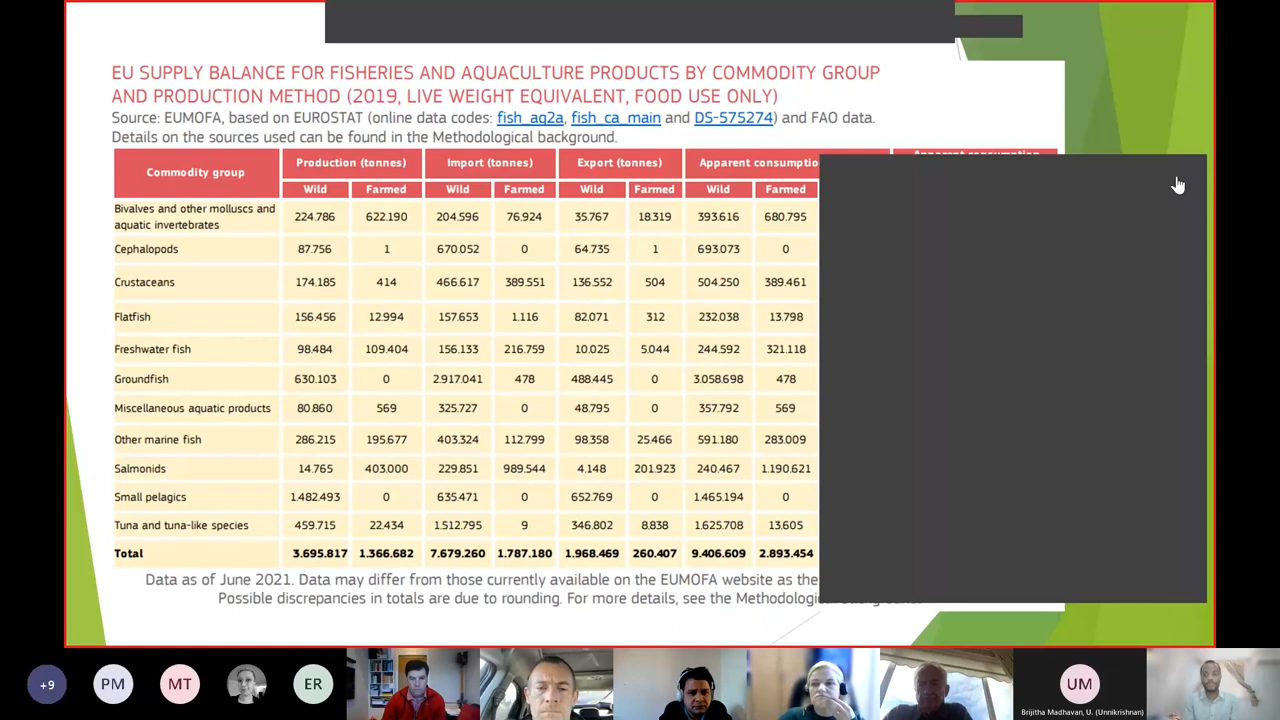 EU SUPPLY BALANCE FOR FISHERIES AND AQUACULTURE PRODUCTS BY COMMODITY GROUP
AND PRODUCTION METHOD (2019, LIVE WEIGHT EQUIVALENT, FOOD USE ONLY)
Source: EUMOFA, based on EUROSTAT (online data codes: fish_aq2a, fish_ca_main and DS-575274) and FAO data.
Details on the sources used can be found in the Methodological background.
Commodity group Production (tonnes) Import (tonnes) Export (tonnes) Apparent consumptio
Wild Farmed Wild Farmed Wild Farmed Wild Farmed
Bivalves and other molluscs and
aquatic invertebrates 224.786 622.190 204.596 76.924 35.767 18.319 393.616 680.795
Cephalopods 87.756 1 670.052 0 64.735 1 693.073 0
Crustaceans 174.185 414 466.617 389.551 136.552 504 504.250 389.461
Flatfish 156.456 12.994 157.653 1.116 82.071 312 232.038 13.798
Freshwater fish 98.484 109.404 156.133 216.759 10.025 5.044 244.592 321.118
Groundfish 630.103 0 2.917.041 478 488.445 0 3.058.698 478
Miscellaneous aquatic products 80.860 569 325.727 0 48.795 0 357.792 569
Other marine fish 286.215 195.677 403.324 112.799 98.358 25.466 591.180 283.009
Salmonids 14.765 403.000 229.851 989.544 4.148 201.923 240.467 1.190.621
Small pelagics 1.482.493 0 635.471 0 652.769 0 1.465.194 0
Tuna and tuna-like species 459.715 22.434 1.512.795 9 346.802 8.838 1.625.708 13.605
Total 3.695.817 1.366.682 7.679.260 1.787.180 1.968.469 260.407 9.406.609 2.893.454
Data as of June 2021. Data may differ from those currently available on the EUMOFA website as the
Possible discrepancies in totals are due to rounding. For more details, see the
+9 PM MT ER UM
Brijitha Madhavan, U. (Unnikrishnan)